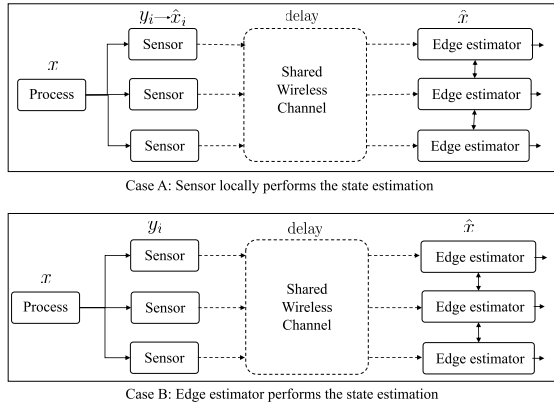 y_i→x̂_i delay x̂
x Sensor Edge estimator
Process Sensor Shared Wireless Channel Edge estimator
Sensor Edge estimator
Case A: Sensor locally performs the state estimation
y_i delay x̂
x Sensor Edge estimator
Process Sensor Shared Wireless Channel Edge estimator
Sensor Edge estimator
Case B: Edge estimator performs the state estimation